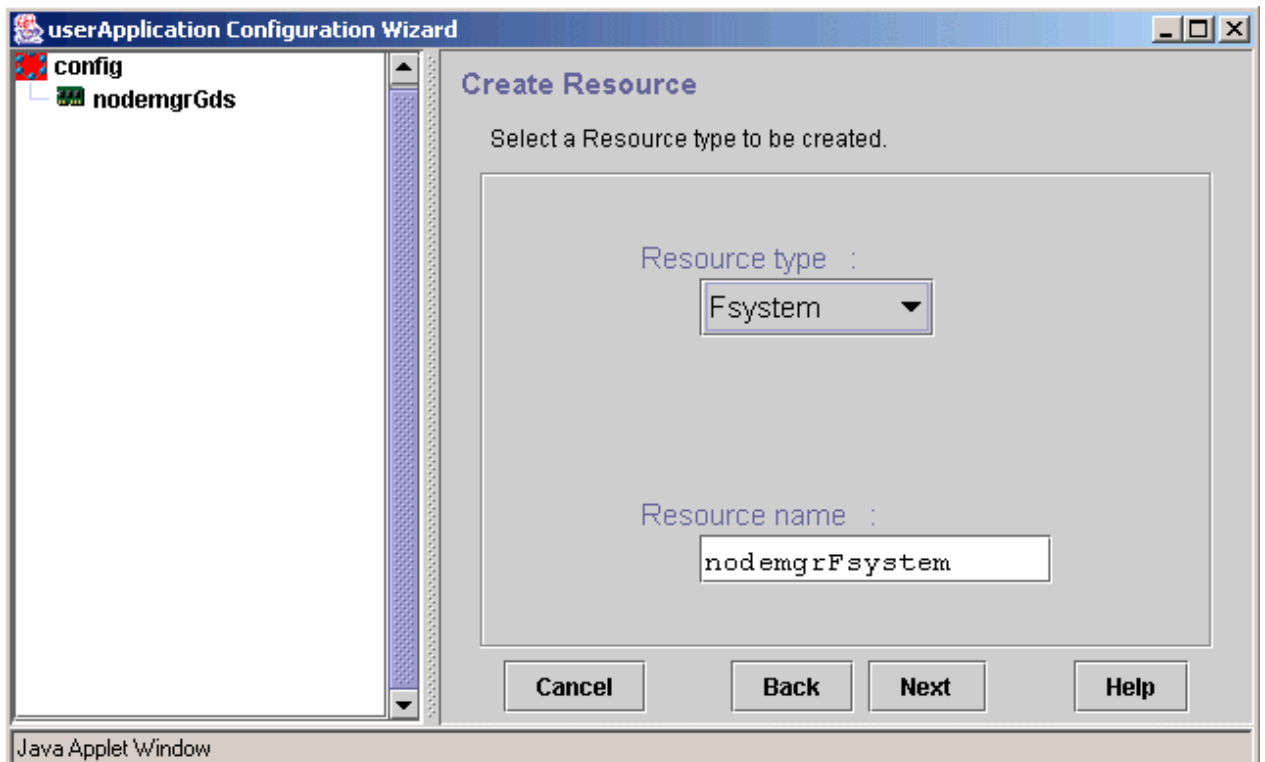 userApplication Configuration Wizard
config
nodemgrGds
Create Resource
Select a Resource type to be created.
Resource type :
Fsystem
Resource name :
nodemgrFsystem
Cancel Back Next Help
Java Applet Window